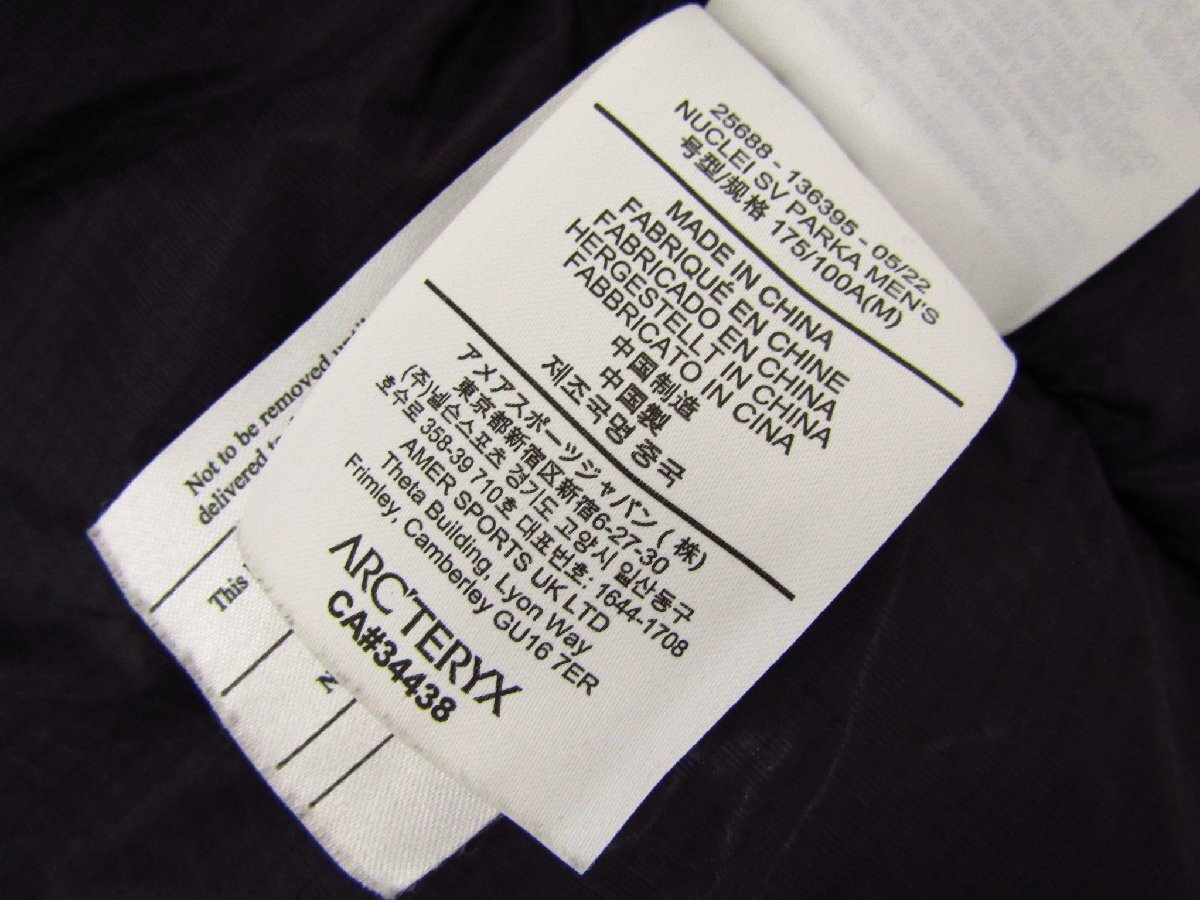 25688 - 136395 - 05/22
NUCLEI SV PARKA MEN'S
号型/规格 175/100A(M)
MADE IN CHINA
FABRIQUÉ EN CHINE
FABRICADO EN CHINA
HERGESTELLT IN CHINA
FABBRICATO IN CINA
中国制造
中国製
제조국명 중국
アメアスポーツジャパン(株)
東京都新宿区新宿6-27-30
(주)넬슨스포츠 경기도 고양시 일산동구
호수로 358-39 710호 대표번호: 1644-1708
AMER SPORTS UK LTD
Theta Building, Lyon Way
Frimley, Camberley GU16 7ER
ARC'TERYX
CA#34438
Not to be removed
delivered
This